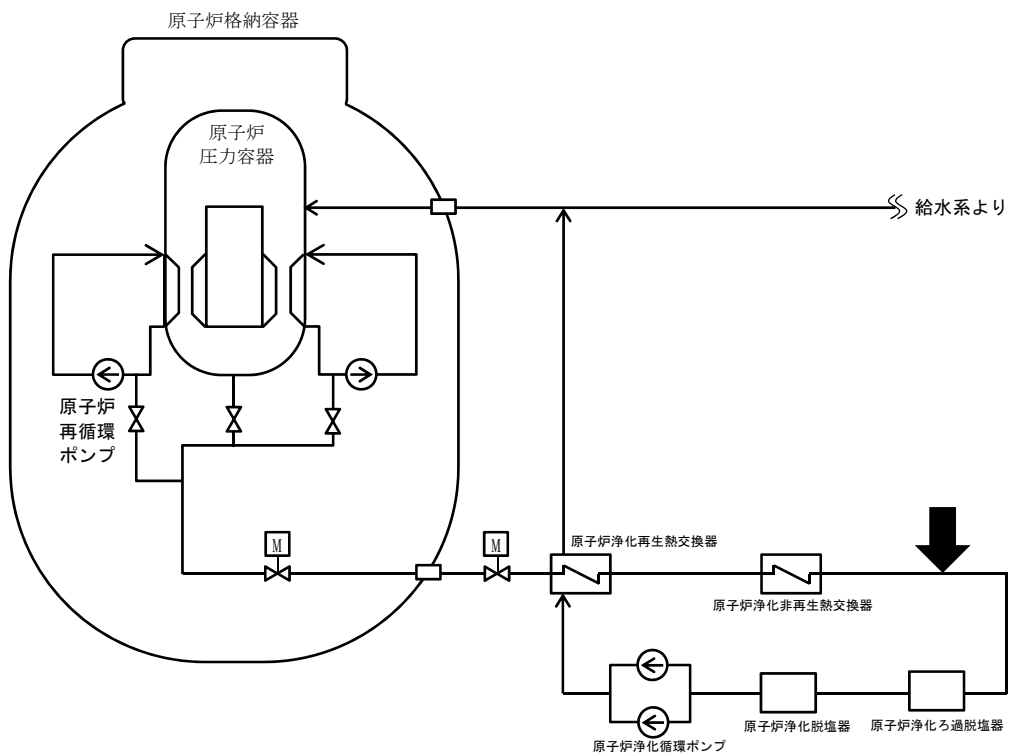 原子炉格納容器
原子炉
圧力容器
給水系より
原子炉
再循環
ポンプ
M
M
原子炉浄化再生熱交換器
原子炉浄化非再生熱交換器
原子炉浄化循環ポンプ
原子炉浄化脱塩器
原子炉浄化ろ過脱塩器